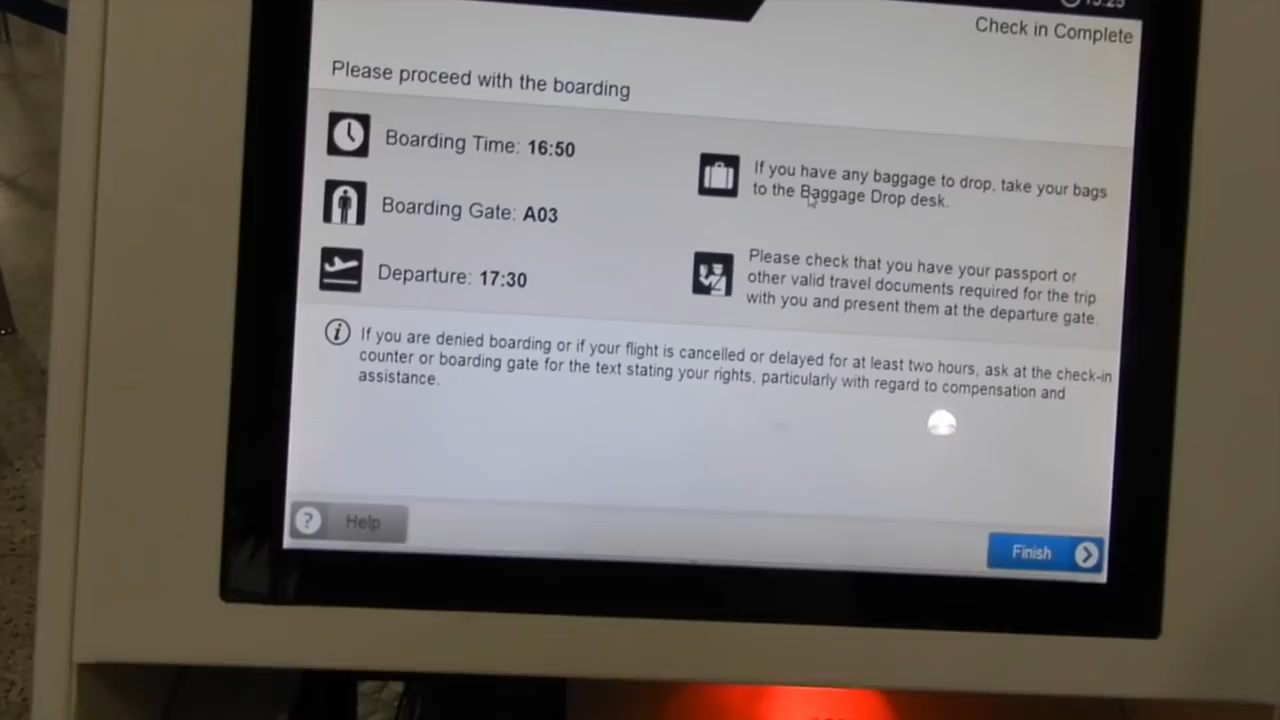 15:25
Check in Complete
Please proceed with the boarding
Boarding Time: 16:50
Boarding Gate: A03
Departure: 17:30
If you have any baggage to drop, take your bags
to the Baggage Drop desk.
Please check that you have your passport or
other valid travel documents required for the trip
with you and present them at the departure gate.
If you are denied boarding or if your flight is cancelled or delayed for at least two hours, ask at the check-in
counter or boarding gate for the text stating your rights, particularly with regard to compensation and
assistance.
? Help
Finish